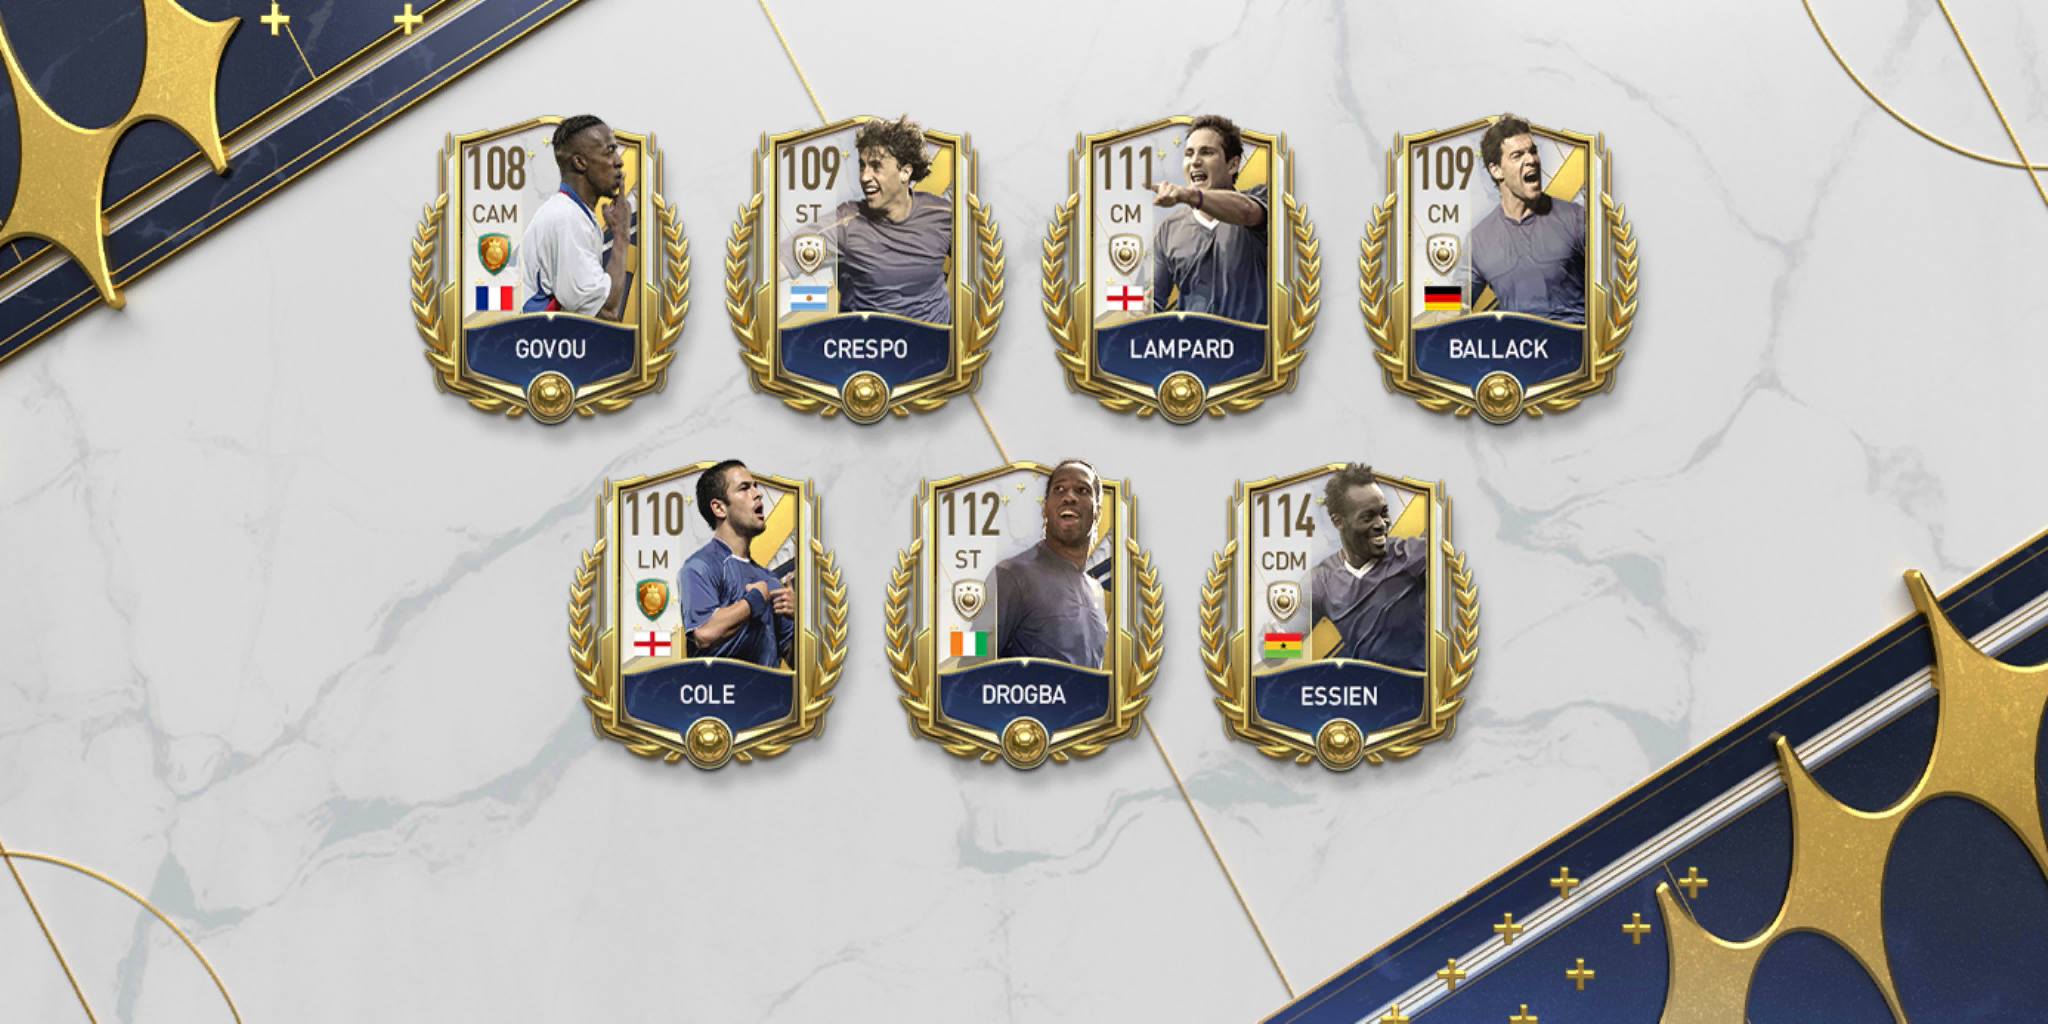 108
CAM
GOVOU
109
ST
CRESPO
111
CM
LAMPARD
109
CM
BALLACK
110
LM
COLE
112
ST
DROGBA
114
CDM
ESSIEN